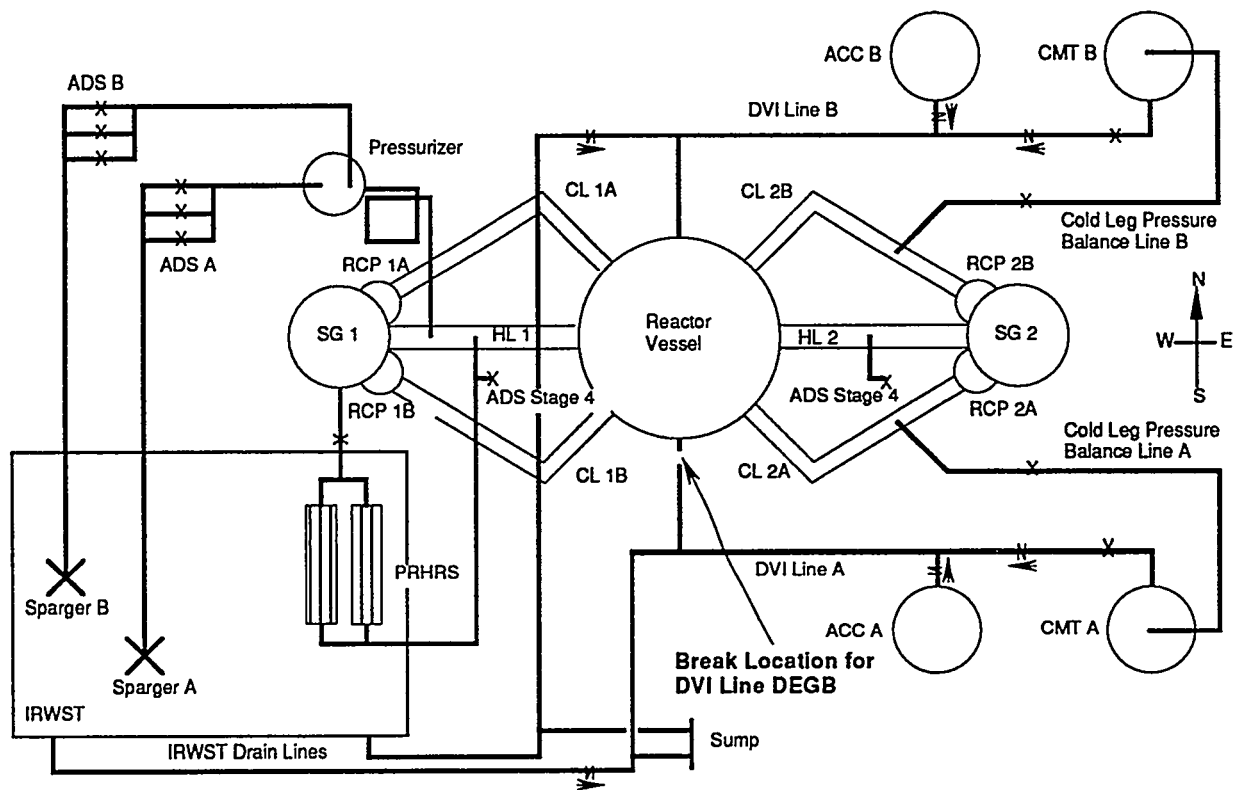 ACC B
CMT B
ADS B
DVI Line B
Pressurizer
CL 1A
CL 2B
Cold Leg Pressure
Balance Line B
ADS A
RCP 1A
RCP 2B
N
SG 1
HL 1
Reactor
Vessel
HL 2
SG 2
W
E
ADS Stage 4
ADS Stage 4
S
RCP 1B
RCP 2A
Cold Leg Pressure
Balance Line A
CL 1B
CL 2A
PRHRS
DVI Line A
Sparger B
ACC A
CMT A
Break Location for
DVI Line DEGB
Sparger A
IRWST
IRWST Drain Lines
Sump